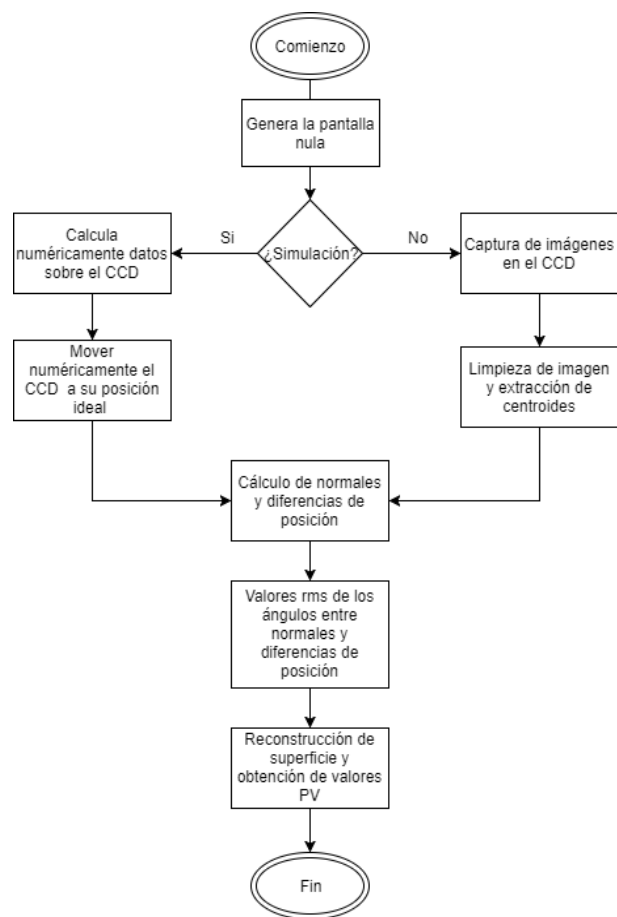 Comienzo
Genera la pantalla
nula
¿Simulación?
Si
No
Calcula
numéricamente datos
sobre el CCD
Captura de imágenes
en el CCD
Mover
numéricamente el
CCD a su posición
ideal
Limpieza de imagen
y extracción de
centroides
Cálculo de normales
y diferencias de
posición
Valores rms de los
ángulos entre
normales y
diferencias de
posición
Reconstrucción de
superficie y
obtención de valores
PV
Fin